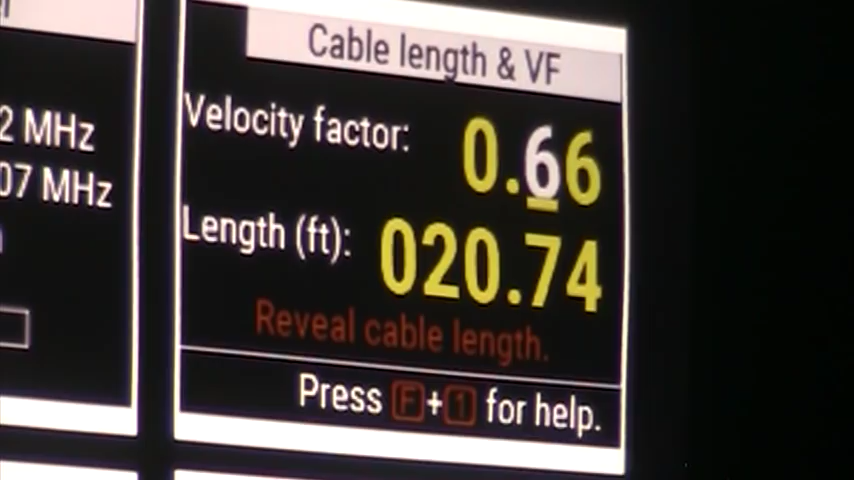 Cable length & VF
2 MHz
Velocity factor: 0.66
07 MHz
Length (ft): 020.74
Reveal cable length.
Press F+1 for help.